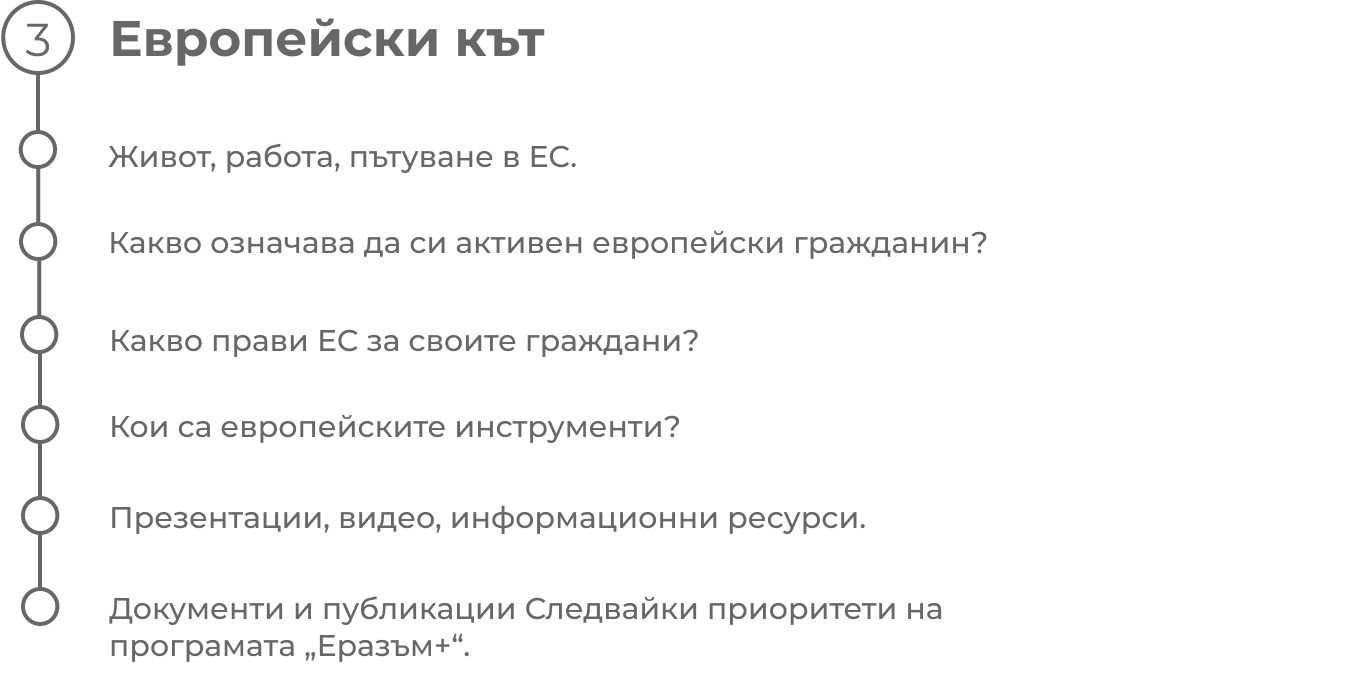 3 Европейски кът
Живот, работа, пътуване в ЕС.
Какво означава да си активен европейски гражданин?
Какво прави ЕС за своите граждани?
Кои са европейските инструменти?
Презентации, видео, информационни ресурси.
Документи и публикации Следвайки приоритети на
програмата „Еразъм+“.